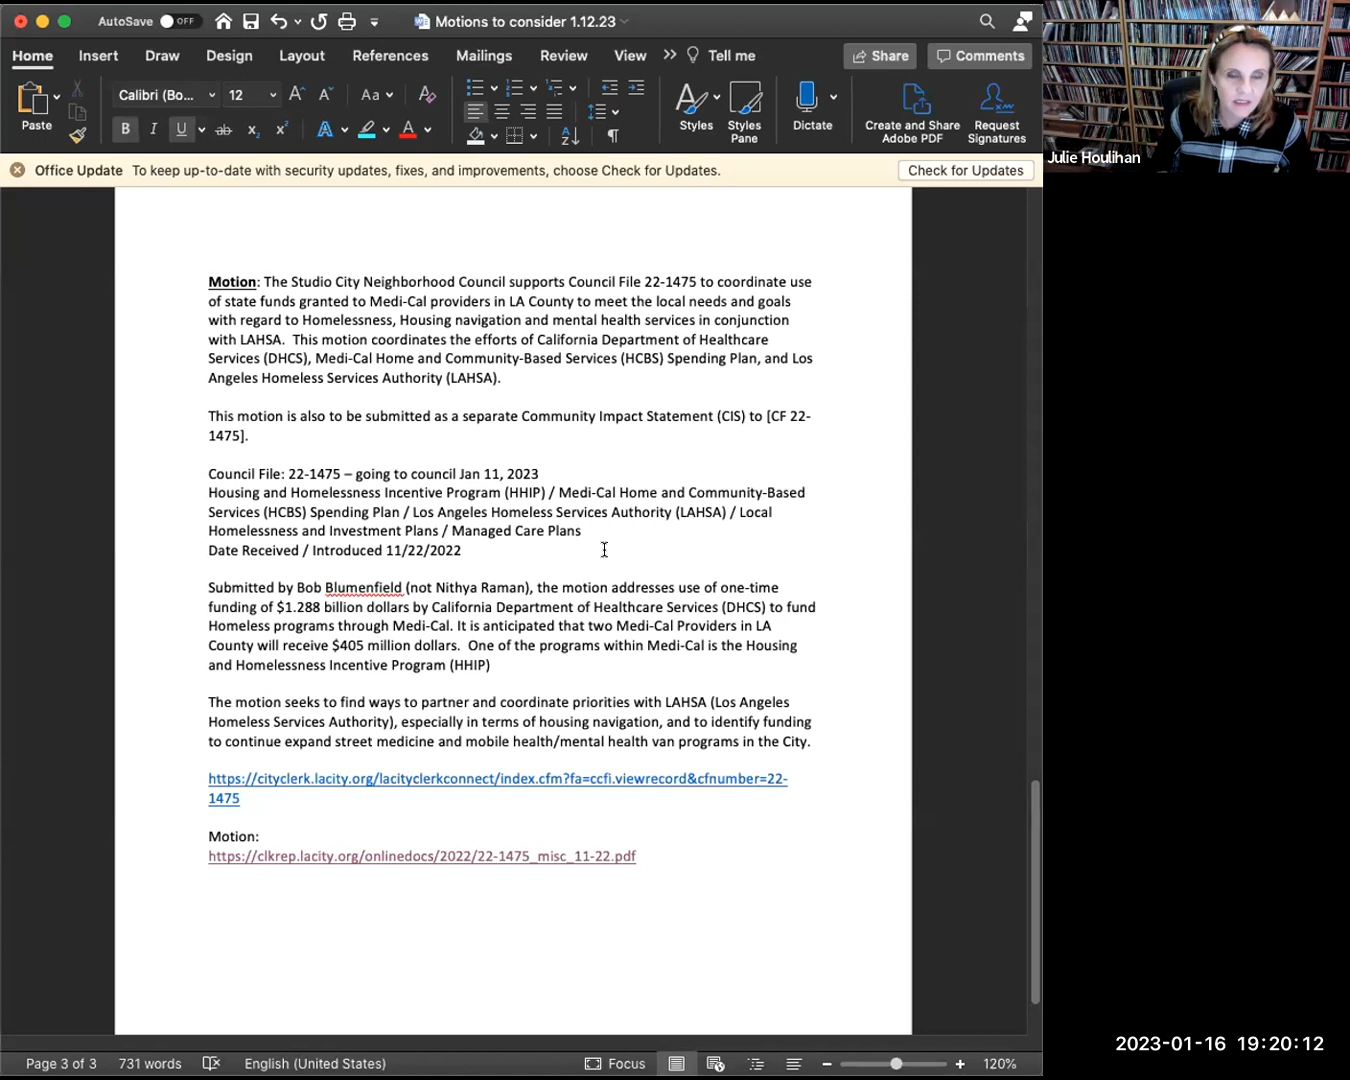 AutoSave OFF Motions to consider 1.12.23
Home Insert Draw Design Layout References Mailings Review View >> Tell me Share Comments
Paste Calibri (Bo... 12 Aa Styles Styles Pane Dictate Create and Share Adobe PDF Request Signatures
Office Update To keep up-to-date with security updates, fixes, and improvements, choose Check for Updates. Check for Updates
Julie Houlihan
Motion: The Studio City Neighborhood Council supports Council File 22-1475 to coordinate use
of state funds granted to Medi-Cal providers in LA County to meet the local needs and goals
with regard to Homelessness, Housing navigation and mental health services in conjunction
with LAHSA.  This motion coordinates the efforts of California Department of Healthcare
Services (DHCS), Medi-Cal Home and Community-Based Services (HCBS) Spending Plan, and Los
Angeles Homeless Services Authority (LAHSA).
This motion is also to be submitted as a separate Community Impact Statement (CIS) to [CF 22-
1475].
Council File: 22-1475 – going to council Jan 11, 2023
Housing and Homelessness Incentive Program (HHIP) / Medi-Cal Home and Community-Based
Services (HCBS) Spending Plan / Los Angeles Homeless Services Authority (LAHSA) / Local
Homelessness and Investment Plans / Managed Care Plans
Date Received / Introduced 11/22/2022
Submitted by Bob Blumenfield (not Nithya Raman), the motion addresses use of one-time
funding of $1.288 billion dollars by California Department of Healthcare Services (DHCS) to fund
Homeless programs through Medi-Cal. It is anticipated that two Medi-Cal Providers in LA
County will receive $405 million dollars.  One of the programs within Medi-Cal is the Housing
and Homelessness Incentive Program (HHIP)
The motion seeks to find ways to partner and coordinate priorities with LAHSA (Los Angeles
Homeless Services Authority), especially in terms of housing navigation, and to identify funding
to continue expand street medicine and mobile health/mental health van programs in the City.
https://cityclerk.lacity.org/lacityclerkconnect/index.cfm?fa=ccfi.viewrecord&cfnumber=22-
1475
Motion:
https://clkrep.lacity.org/onlinedocs/2022/22-1475_misc_11-22.pdf
2023-01-16 19:20:12
Page 3 of 3 731 words English (United States) Focus 120%